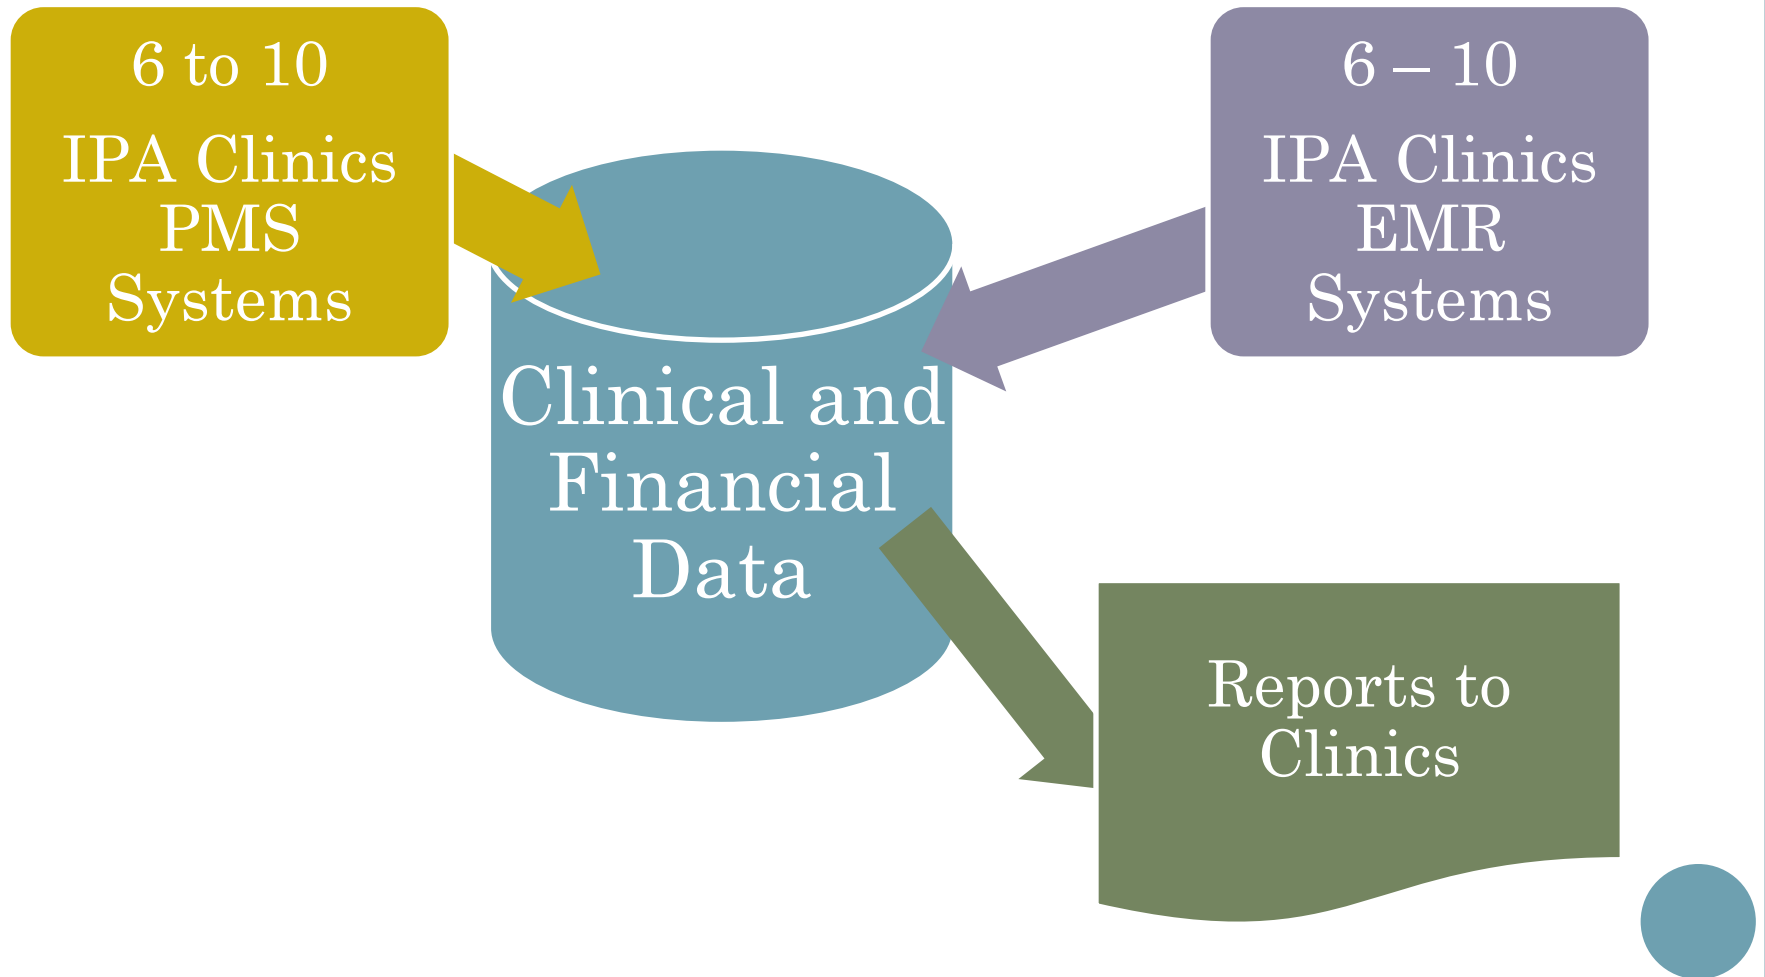 6 to 10
IPA Clinics
PMS
Systems
6 – 10
IPA Clinics
EMR
Systems
Clinical and
Financial
Data
Reports to
Clinics